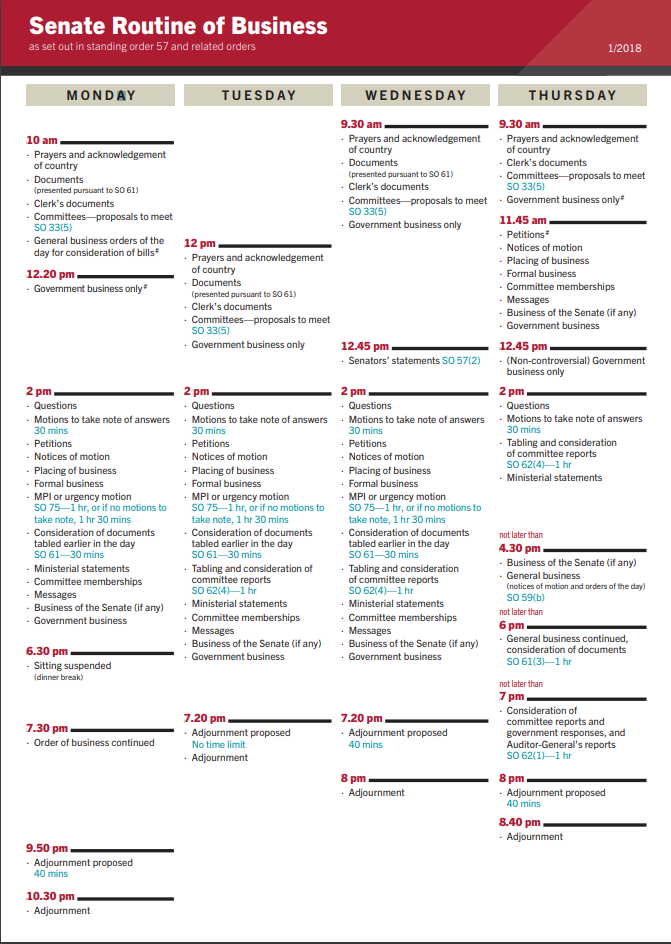 Senate Routine of Business
as set out in standing order 57 and related orders
1/2018
MONDAY
10 am
· Prayers and acknowledgement
of country
· Documents
(presented pursuant to SO 61)
· Clerk's documents
· Committees—proposals to meet
SO 33(5)
· General business orders of the
day for consideration of bills#
12.20 pm
· Government business only#
2 pm
· Questions
· Motions to take note of answers
30 mins
· Petitions
· Notices of motion
· Placing of business
· Formal business
· MPI or urgency motion
SO 75—1 hr, or if no motions to
take note, 1 hr 30 mins
· Consideration of documents
tabled earlier in the day
SO 61—30 mins
· Ministerial statements
· Committee memberships
· Messages
· Business of the Senate (if any)
· Government business
6.30 pm
· Sitting suspended
(dinner break)
7.30 pm
· Order of business continued
9.50 pm
· Adjournment proposed
40 mins
10.30 pm
· Adjournment
TUESDAY
12 pm
· Prayers and acknowledgement
of country
· Documents
(presented pursuant to SO 61)
· Clerk's documents
· Committees—proposals to meet
SO 33(5)
· Government business only
2 pm
· Questions
· Motions to take note of answers
30 mins
· Petitions
· Notices of motion
· Placing of business
· Formal business
· MPI or urgency motion
SO 75—1 hr, or if no motions to
take note, 1 hr 30 mins
· Consideration of documents
tabled earlier in the day
SO 61—30 mins
· Tabling and consideration of
committee reports
SO 62(4)—1 hr
· Ministerial statements
· Committee memberships
· Messages
· Business of the Senate (if any)
· Government business
7.20 pm
· Adjournment proposed
No time limit
· Adjournment
WEDNESDAY
9.30 am
· Prayers and acknowledgement
of country
· Documents
(presented pursuant to SO 61)
· Clerk's documents
· Committees—proposals to meet
SO 33(5)
· Government business only
12.45 pm
· Senators' statements SO 57(2)
2 pm
· Questions
· Motions to take note of answers
30 mins
· Petitions
· Notices of motion
· Placing of business
· Formal business
· MPI or urgency motion
SO 75—1 hr, or if no motions to
take note, 1 hr 30 mins
· Consideration of documents
tabled earlier in the day
SO 61—30 mins
· Tabling and consideration
of committee reports
SO 62(4)—1 hr
· Ministerial statements
· Committee memberships
· Messages
· Business of the Senate (if any)
· Government business
7.20 pm
· Adjournment proposed
40 mins
8 pm
· Adjournment
THURSDAY
9.30 am
· Prayers and acknowledgement
of country
· Clerk's documents
· Committees—proposals to meet
SO 33(5)
· Government business only#
11.45 am
· Petitions#
· Notices of motion
· Placing of business
· Formal business
· Committee memberships
· Messages
· Business of the Senate (if any)
· Government business
12.45 pm
· (Non-controversial) Government
business only
2 pm
· Questions
· Motions to take note of answers
30 mins
· Tabling and consideration
of committee reports
SO 62(4)—1 hr
· Ministerial statements
not later than
4.30 pm
· Business of the Senate (if any)
· General business
(notices of motion and orders of the day)
SO 59(b)
not later than
6 pm
· General business continued,
consideration of documents
SO 61(3)—1 hr
not later than
7 pm
· Consideration of
committee reports and
government responses, and
Auditor-General's reports
SO 62(1)—1 hr
8 pm
· Adjournment proposed
40 mins
8.40 pm
· Adjournment